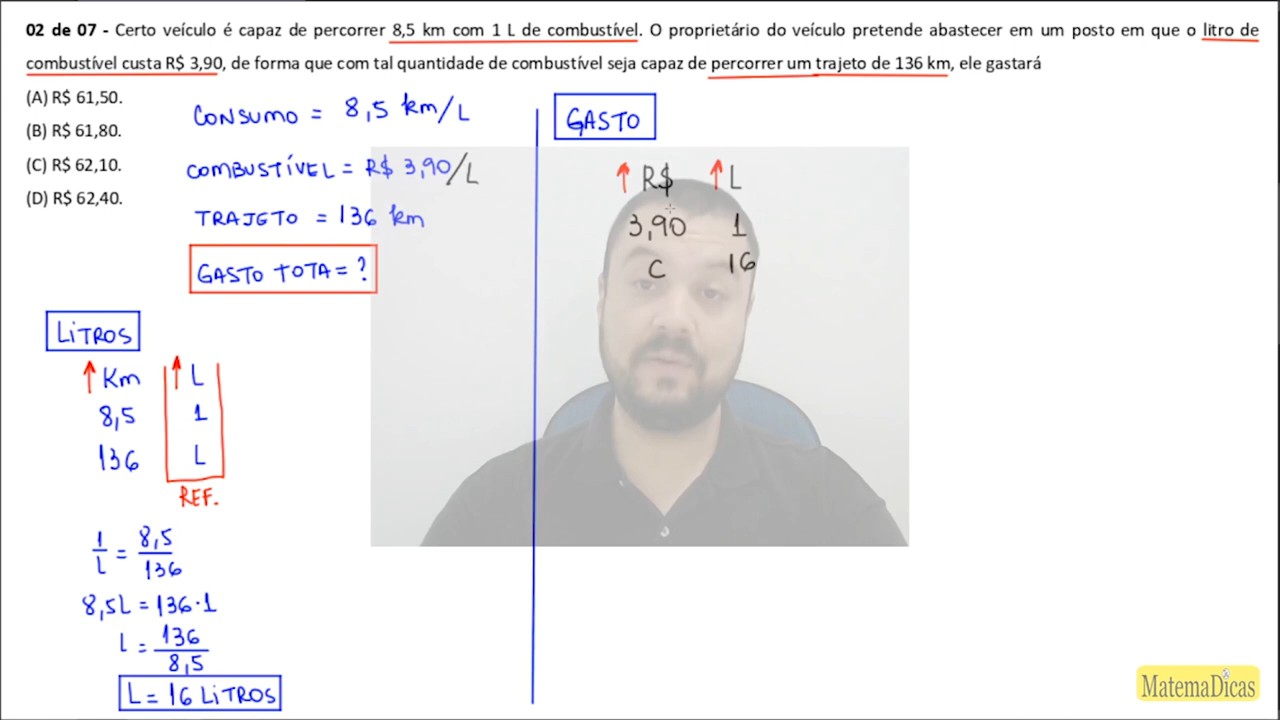 02 de 07 - Certo veículo é capaz de percorrer 8,5 km com 1 L de combustível. O proprietário do veículo pretende abastecer em um posto em que o litro de
combustível custa R$ 3,90, de forma que com tal quantidade de combustível seja capaz de percorrer um trajeto de 136 km, ele gastará
(A) R$ 61,50.
(B) R$ 61,80.
(C) R$ 62,10.
(D) R$ 62,40.
CONSUMO = 8,5 km/L
COMBUSTÍVEL = R$ 3,90/L
TRAJETO = 136 km
GASTO TOTA = ?
LITROS
Km L
8,5 1
136 L
REF.
1/L = 8,5/136
8,5L = 136·1
L = 136/8,5
L = 16 LITROS
GASTO
R$ L
3,90 1
C 16
MatemaDicas